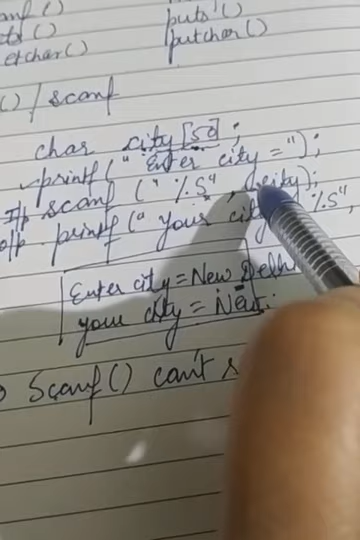 puts()
putchar()
etchar()
() / scanf
char city[50];
printf(" Enter city =");
I/p scanf (" %s",
o/p printf (" your city %s",
Enter city = New Delhi
your city = New
Scanf() can't s